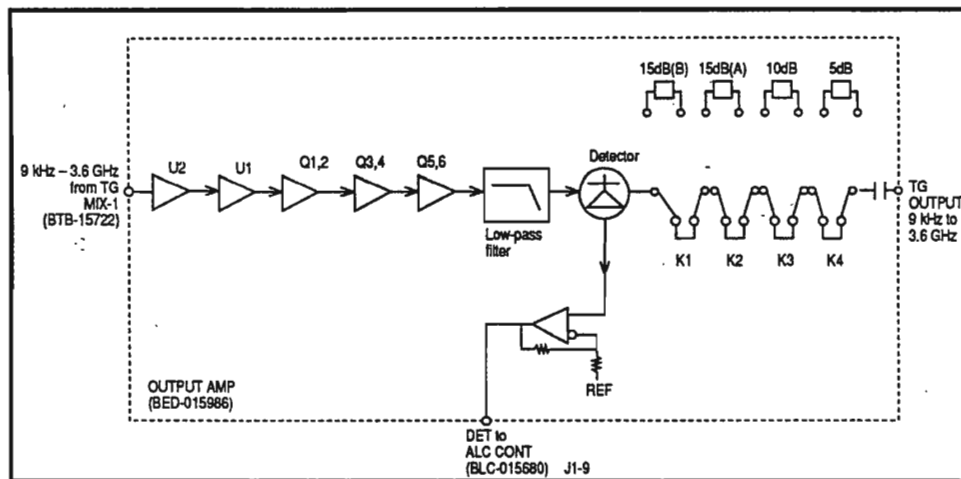 15dB(B) 15dB(A) 10dB 5dB
9 kHz – 3.6 GHz
from TG
MIX-1
(BTB-15722)
U2 U1 Q1,2 Q3,4 Q5,6
Low-pass
filter
Detector
K1 K2 K3 K4
TG
OUTPUT
9 kHz to
3.6 GHz
REF
OUTPUT AMP
(BED-015986)
DET to
ALC CONT
(BLC-015680) J1-9